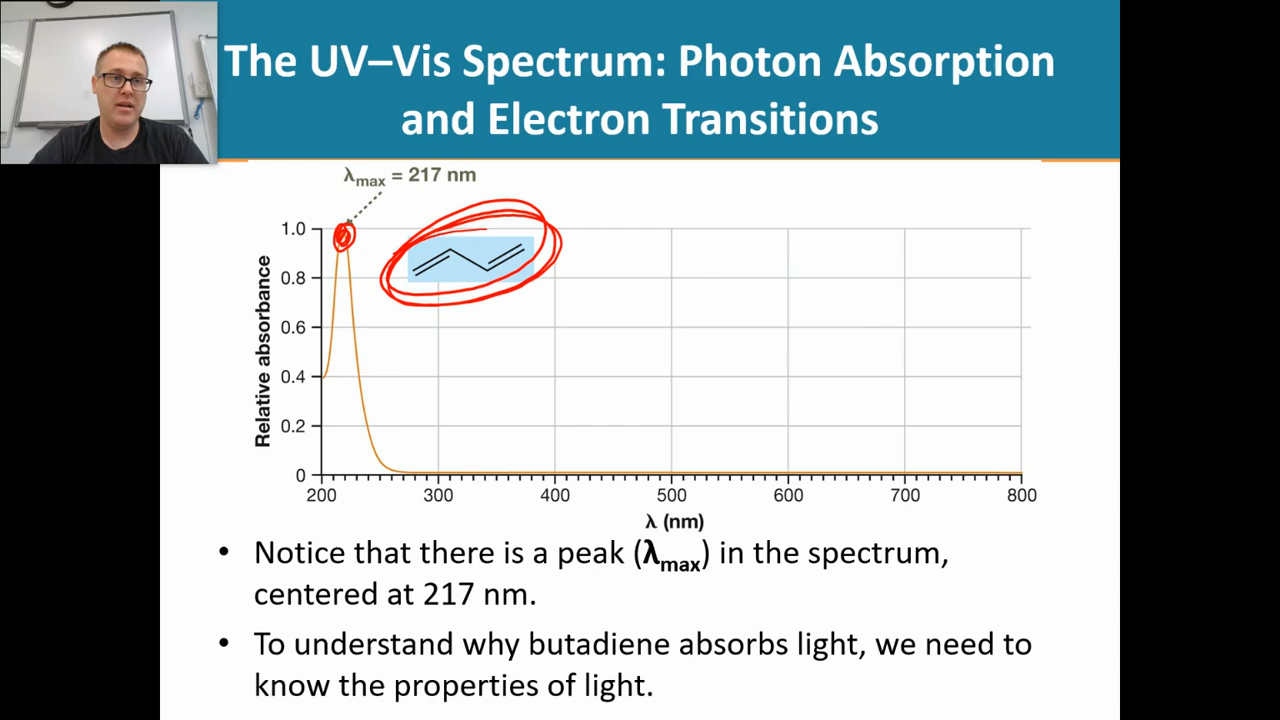 The UV–Vis Spectrum: Photon Absorption
and Electron Transitions
λmax = 217 nm
1.0
0.8
0.6
0.4
0.2
0
Relative absorbance
200 300 400 500 600 700 800
λ (nm)
• Notice that there is a peak (λmax) in the spectrum,
centered at 217 nm.
• To understand why butadiene absorbs light, we need to
know the properties of light.